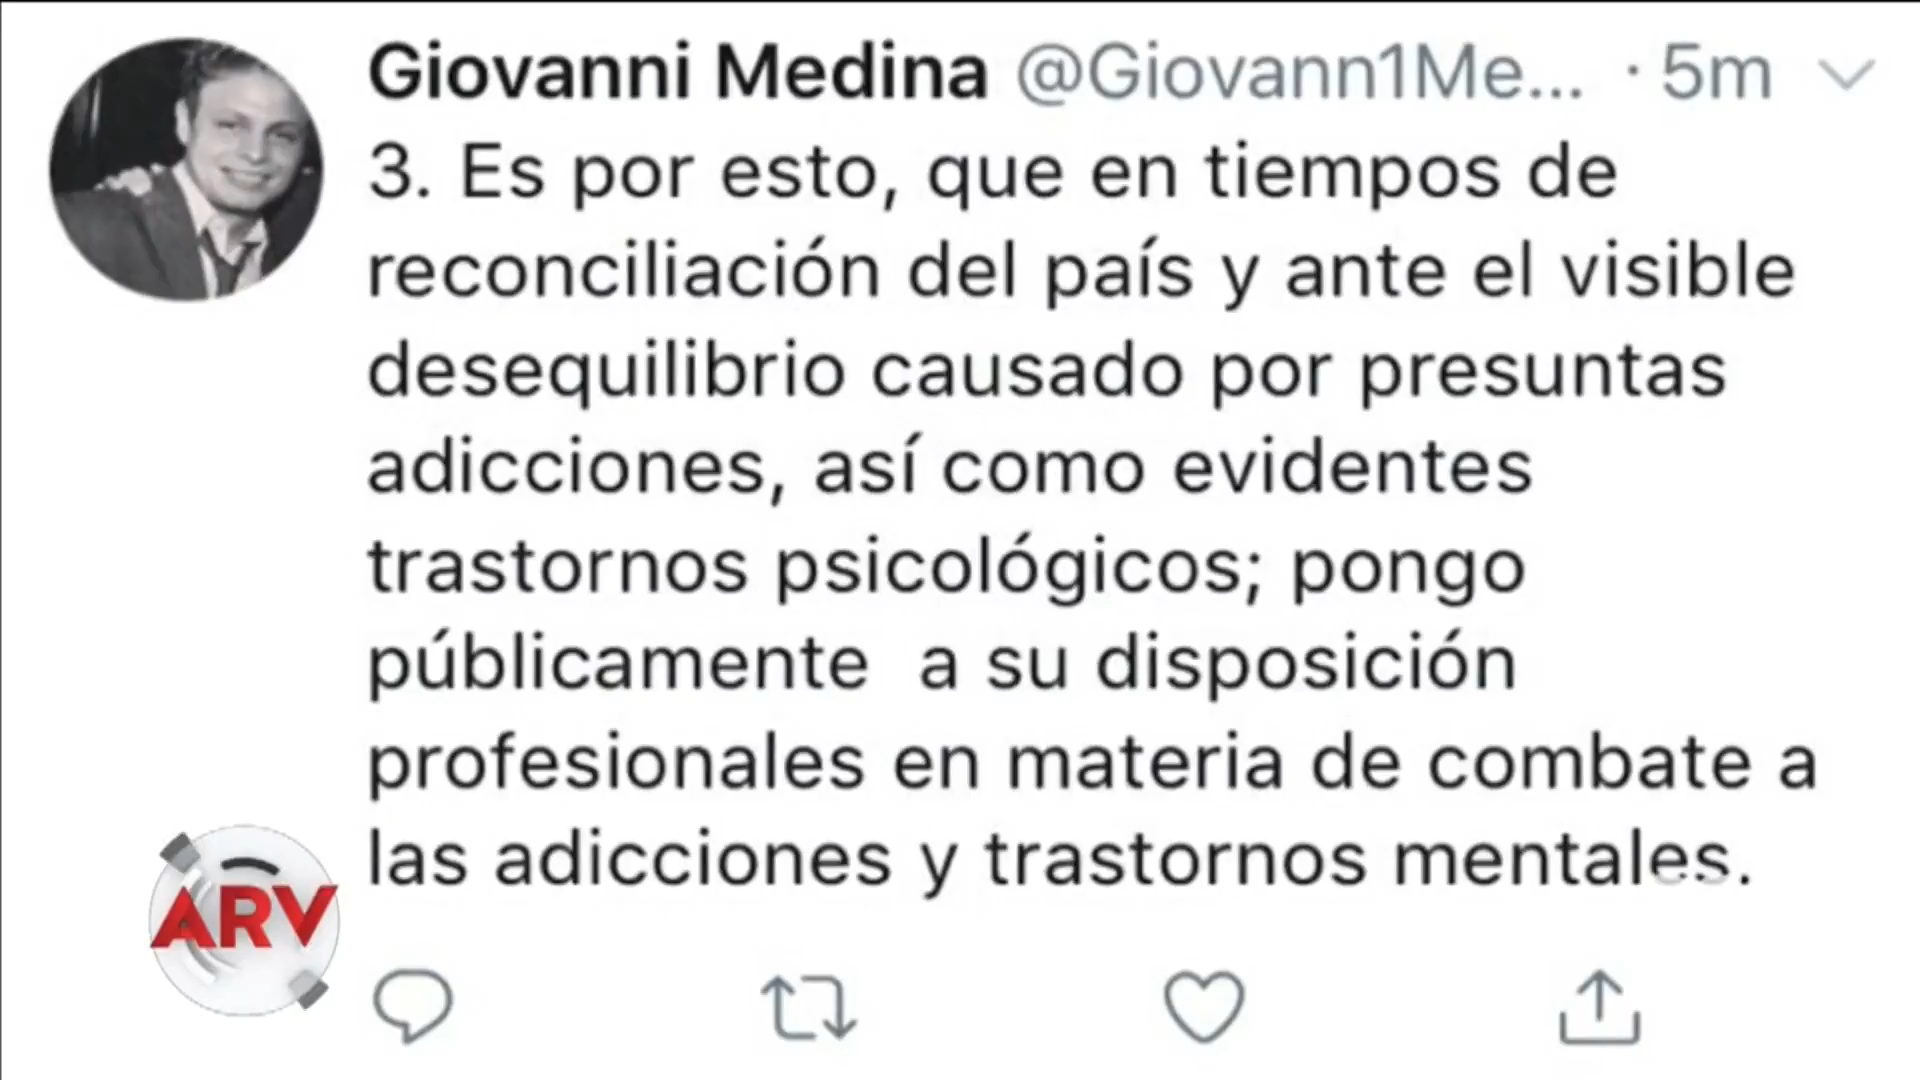 Giovanni Medina @Giovann1Me... · 5m
3. Es por esto, que en tiempos de
reconciliación del país y ante el visible
desequilibrio causado por presuntas
adicciones, así como evidentes
trastornos psicológicos; pongo
públicamente  a su disposición
profesionales en materia de combate a
las adicciones y trastornos mentales.
ARV